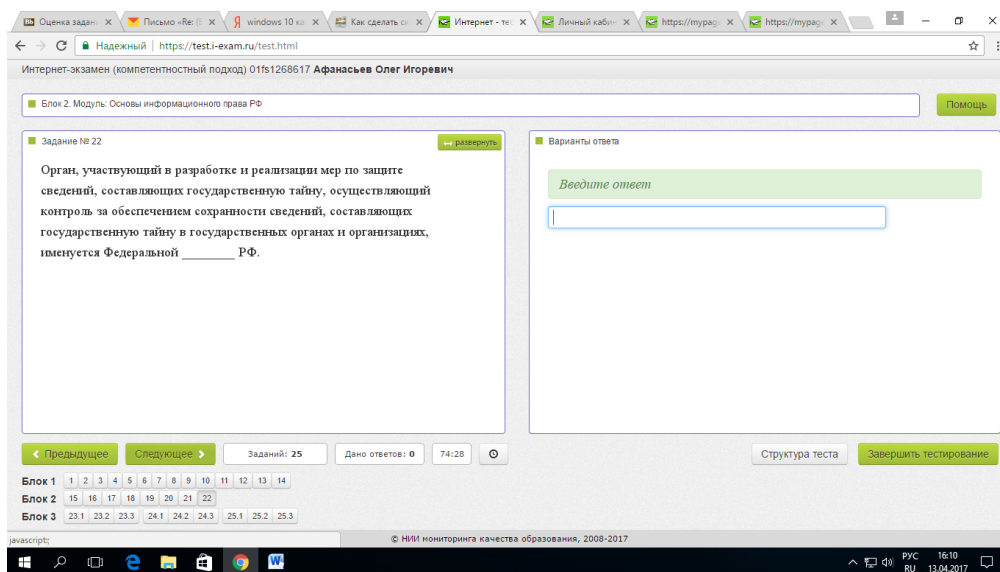 Оценка задан
Письмо «Re: (
windows 10 ка
Как сделать с
Интернет - тес
Личный кабин
https://mypage
https://mypage
Надежный | https://test.i-exam.ru/test.html
Интернет-экзамен (компетентностный подход) 01fs1268617 Афанасьев Олег Игоревич
Блок 2. Модуль: Основы информационного права РФ
Помощь
Задание № 22
развернуть
Орган, участвующий в разработке и реализации мер по защите
сведений, составляющих государственную тайну, осуществляющий
контроль за обеспечением сохранности сведений, составляющих
государственную тайну в государственных органах и организациях,
именуется Федеральной ________ РФ.
Варианты ответа
Введите ответ
Предыдущее
Следующее
Заданий: 25
Дано ответов: 0
74:28
Структура теста
Завершить тестирование
Блок 1 1 2 3 4 5 6 7 8 9 10 11 12 13 14
Блок 2 15 16 17 18 19 20 21 22
Блок 3 23.1 23.2 23.3 24.1 24.2 24.3 25.1 25.2 25.3
javascript:;
© НИИ мониторинга качества образования, 2008-2017
РУС 16:10
RU 13.04.2017